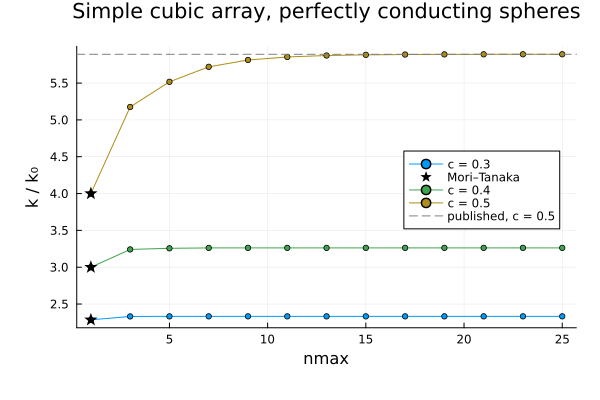 Simple cubic array, perfectly conducting spheres
k / k₀
5.5
5.0
4.5
4.0
3.5
3.0
2.5
c = 0.3
Mori–Tanaka
c = 0.4
c = 0.5
published, c = 0.5
5 10 15 20 25
nmax